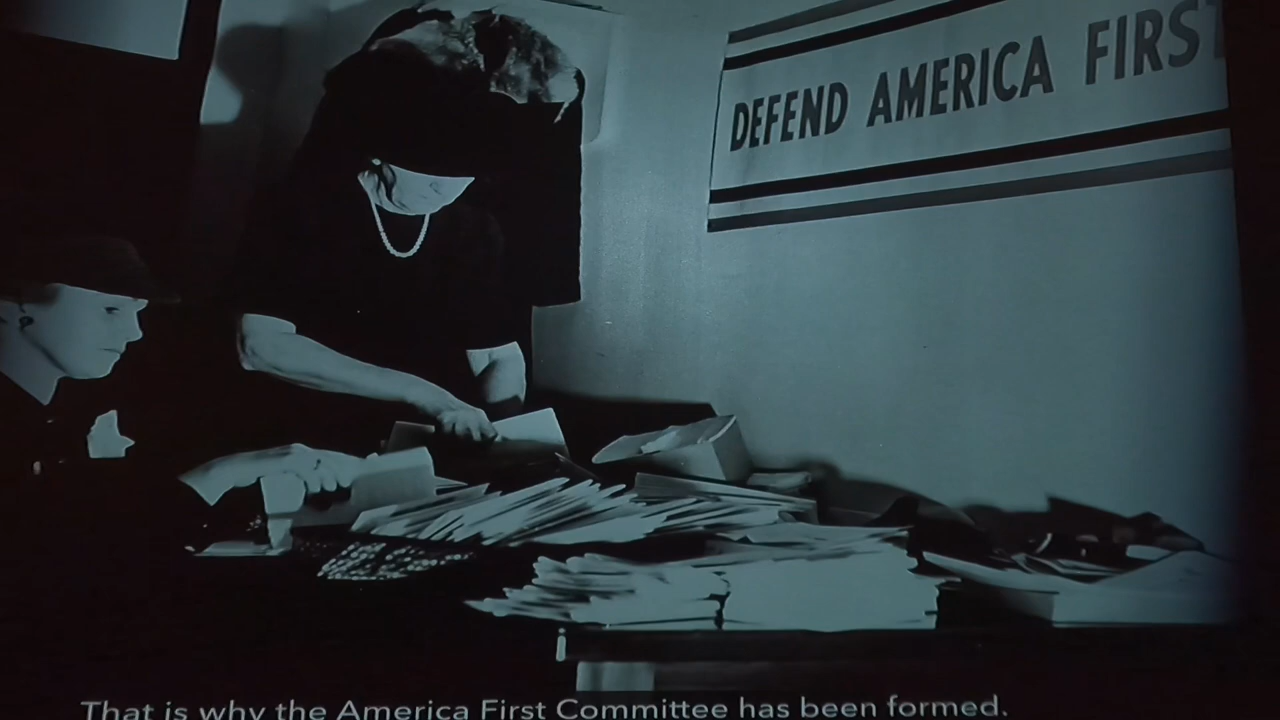 DEFEND AMERICA FIRST
That is why the America First Committee has been formed.